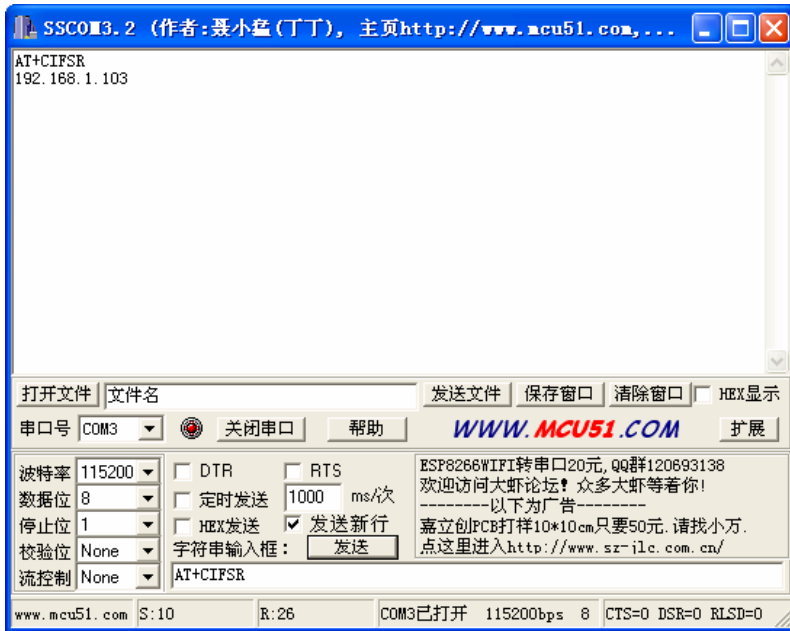 SSCOM3.2 (作者:聂小猛(丁丁), 主页http://www.mcu51.com,...
AT+CIFSR
192.168.1.103
打开文件 文件名 发送文件 保存窗口 清除窗口 HEX显示
串口号 COM3 关闭串口 帮助 WWW.MCU51.COM 扩展
波特率 115200 DTR RTS
数据位 8 定时发送 1000 ms/次
停止位 1 HEX发送 发送新行
校验位 None 字符串输入框: 发送
流控制 None AT+CIFSR
ESP8266WIFI转串口20元,QQ群120693138
欢迎访问大虾论坛! 众多大虾等着你!
--------以下为广告--------
嘉立创PCB打样10*10cm只要50元.请找小万.
点这里进入http://www.sz-jlc.com.cn/
www.mcu51.com S:10 R:26 COM3已打开 115200bps 8 CTS=0 DSR=0 RLSD=0